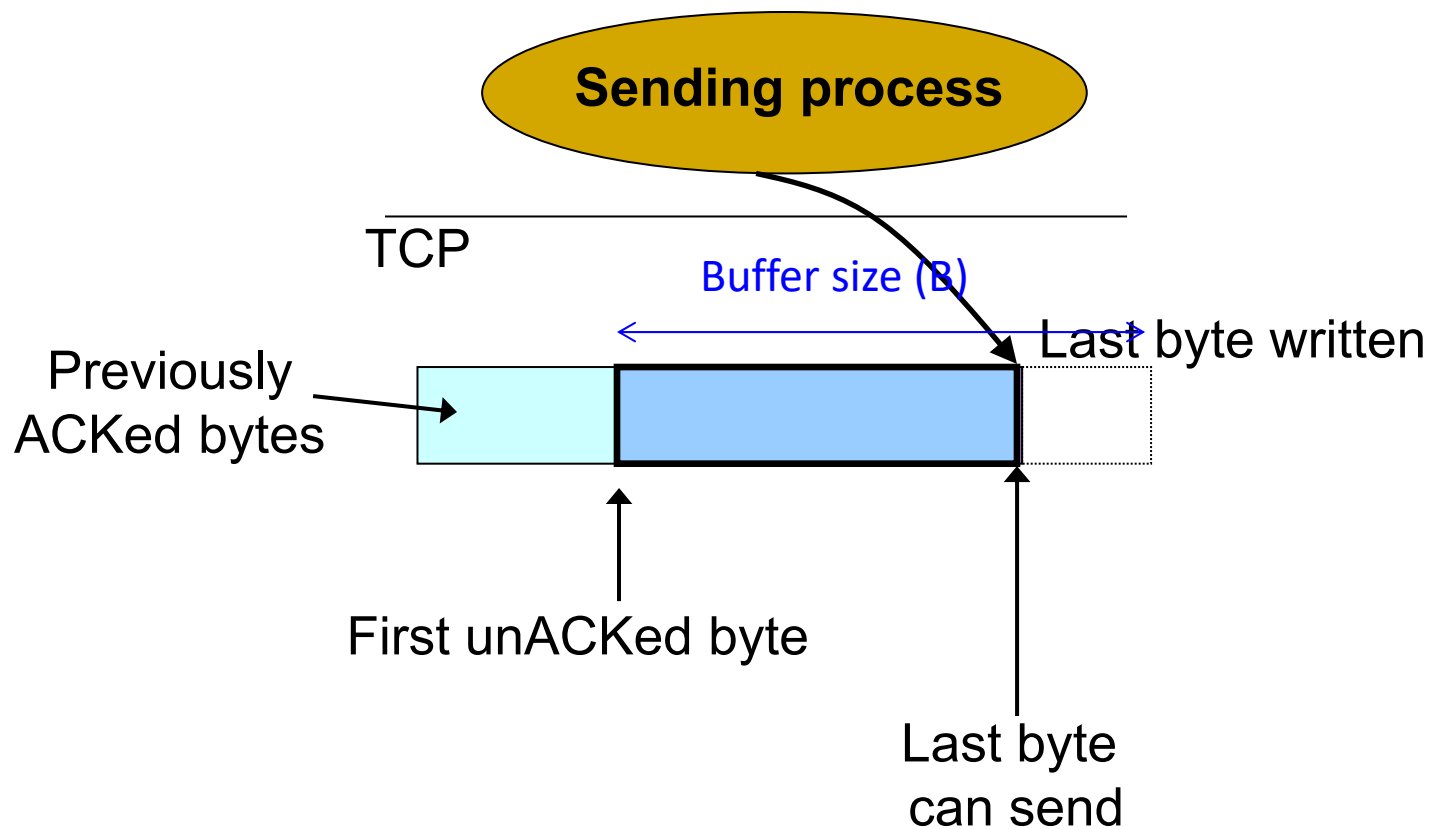 Sending process
TCP
Buffer size (B)
Last byte written
Previously
ACKed bytes
First unACKed byte
Last byte
can send